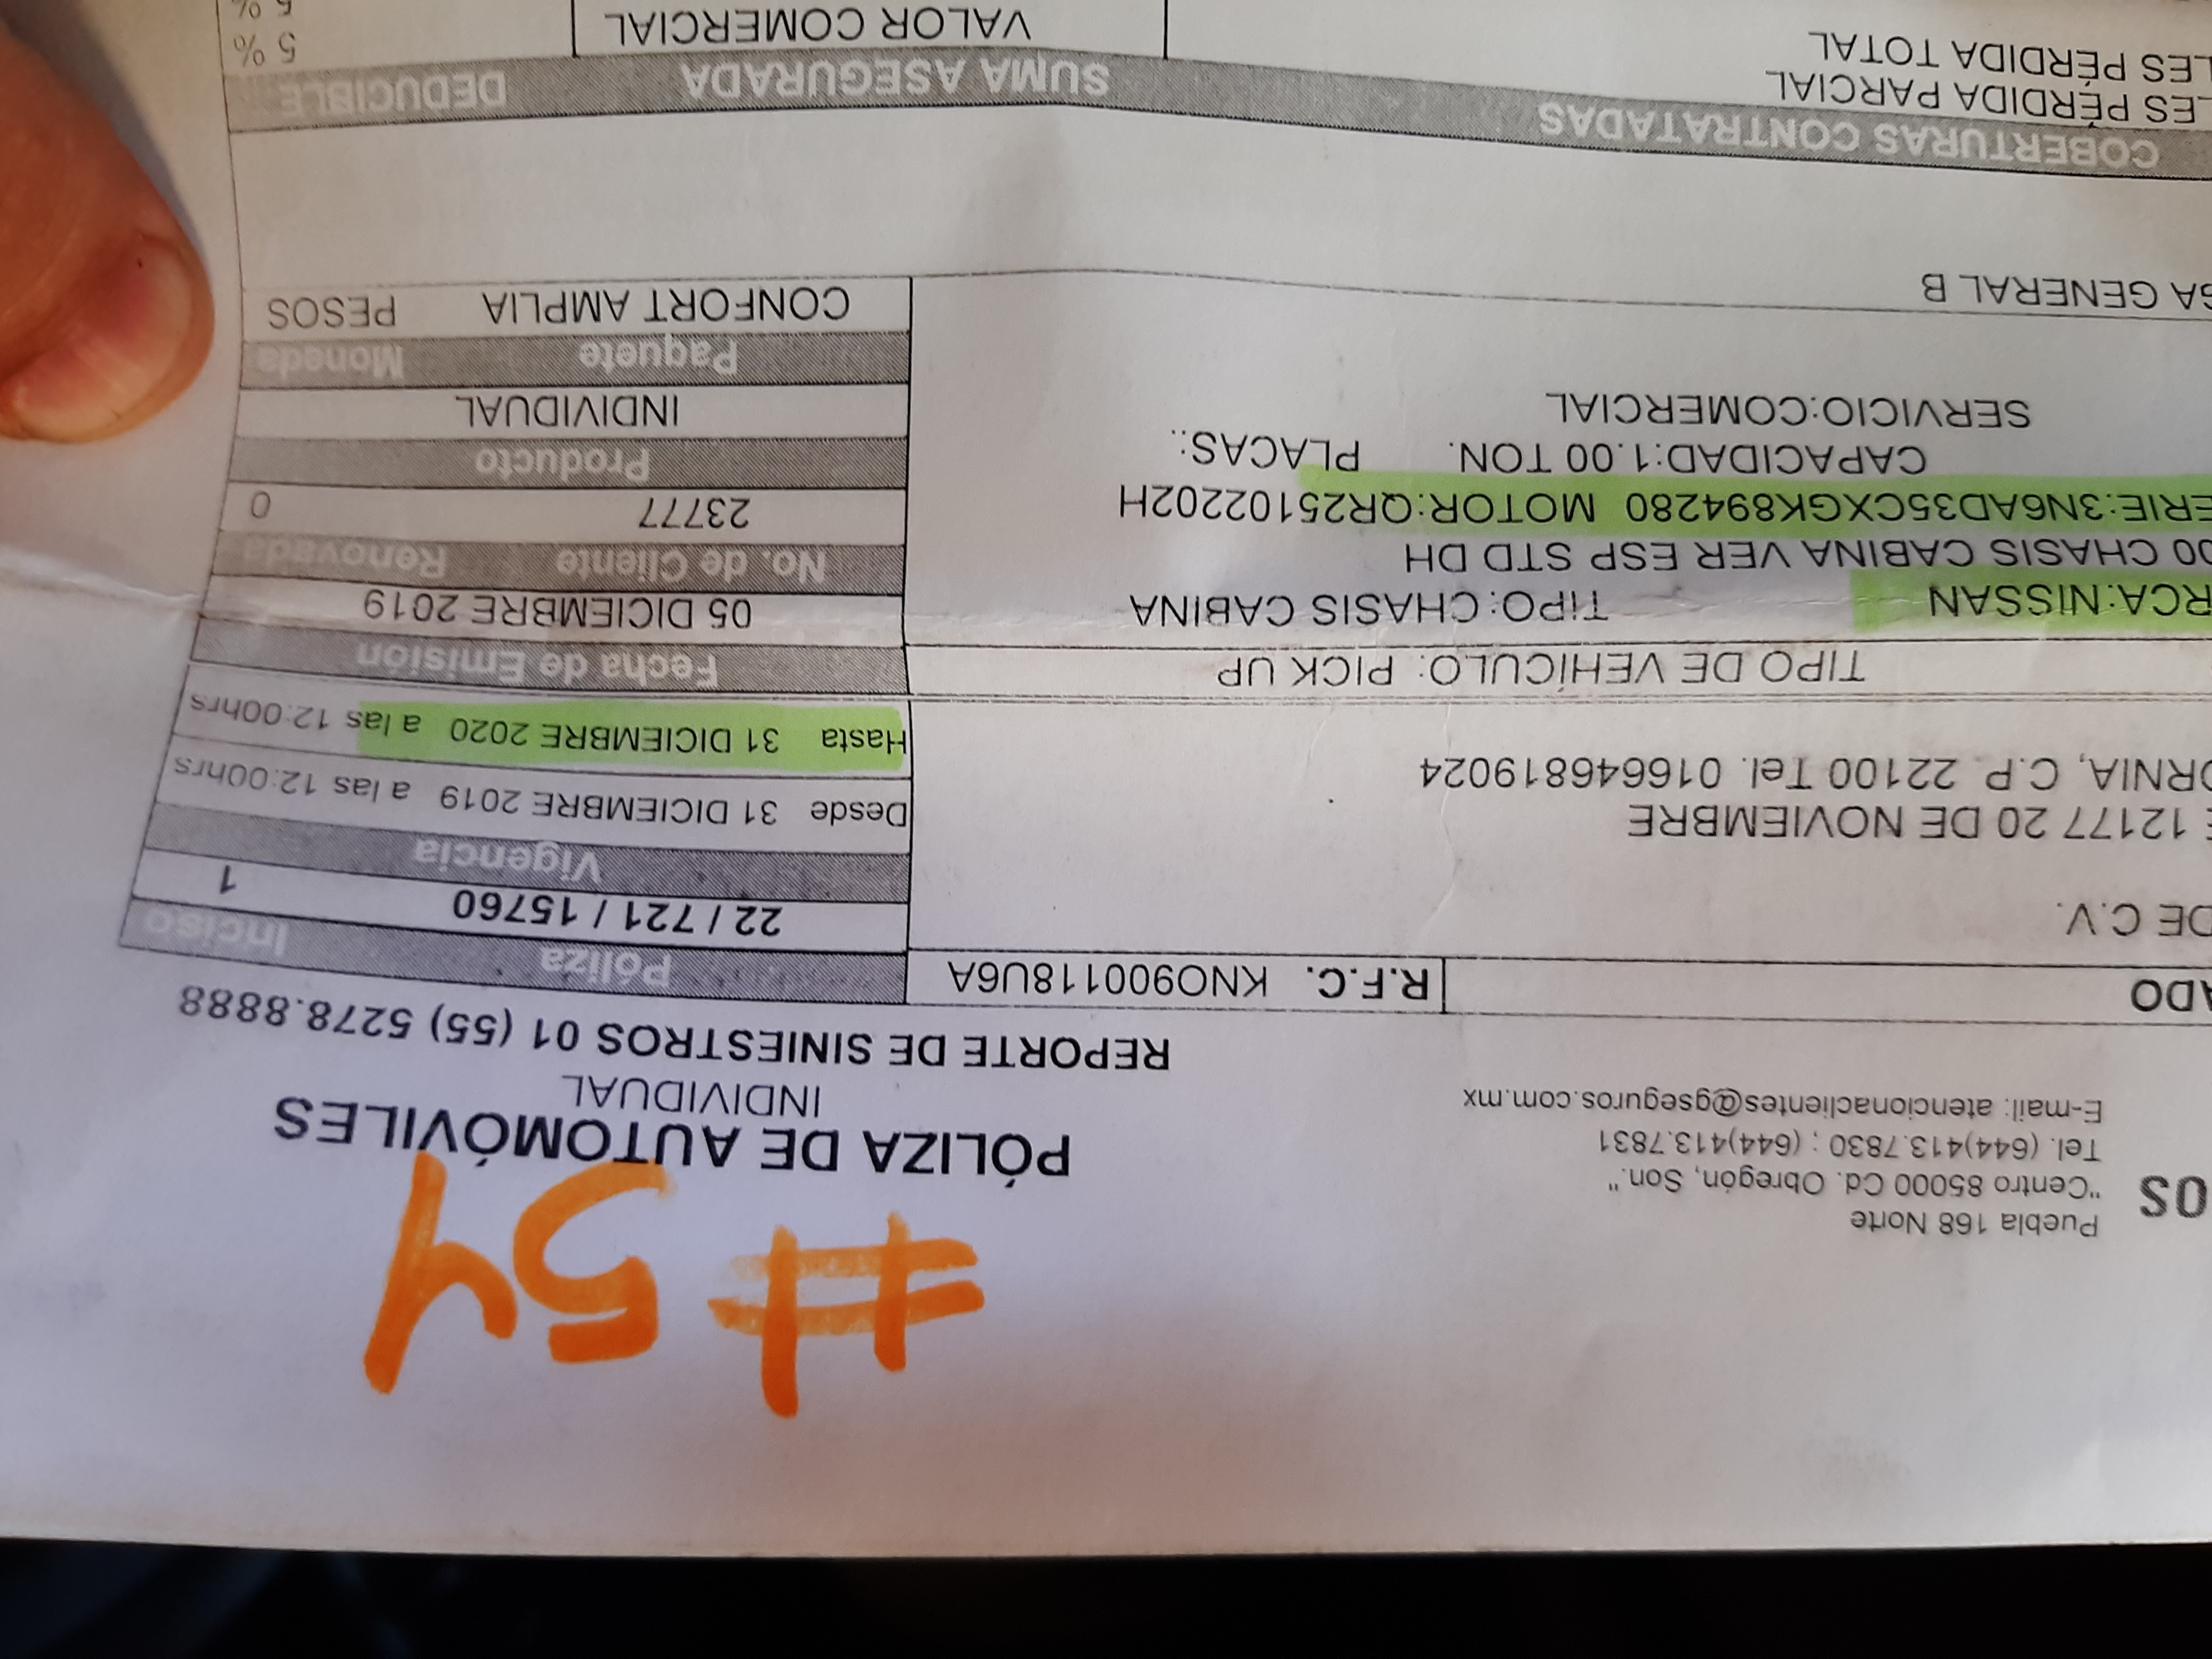 #54
OS
Puebla 168 Norte
"Centro 85000 Cd. Obregón, Son."
Tel. (644)413.7830 ; (644)413.7831
E-mail: atencionaclientes@gseguros.com.mx
PÓLIZA DE AUTOMÓVILES
INDIVIDUAL
REPORTE DE SINIESTROS 01 (55) 5278.8888
ADO
R.F.C. KNO900118U6A
Póliza Inciso
22 / 721 / 15760 1
DE C.V.
Vigencia
E 12177 20 DE NOVIEMBRE
Desde 31 DICIEMBRE 2019 a las 12:00hrs
ORNIA, C.P. 22100 Tel. 016646819024
Hasta 31 DICIEMBRE 2020 a las 12:00hrs
TIPO DE VEHÍCULO: PICK UP
Fecha de Emisión
RCA:NISSAN TIPO:CHASIS CABINA
05 DICIEMBRE 2019
00 CHASIS CABINA VER ESP STD DH
No. de Cliente Renovada
ERIE:3N6AD35CXGK894280 MOTOR:QR25102202H
23777 0
CAPACIDAD:1.00 TON. PLACAS:.
Producto
SERVICIO:COMERCIAL
INDIVIDUAL
Paquete Moneda
GA GENERAL B
CONFORT AMPLIA PESOS
COBERTURAS CONTRATADAS SUMA ASEGURADA DEDUCIBLE
LES PÉRDIDA PARCIAL VALOR COMERCIAL 5 %
LES PÉRDIDA TOTAL 5 %